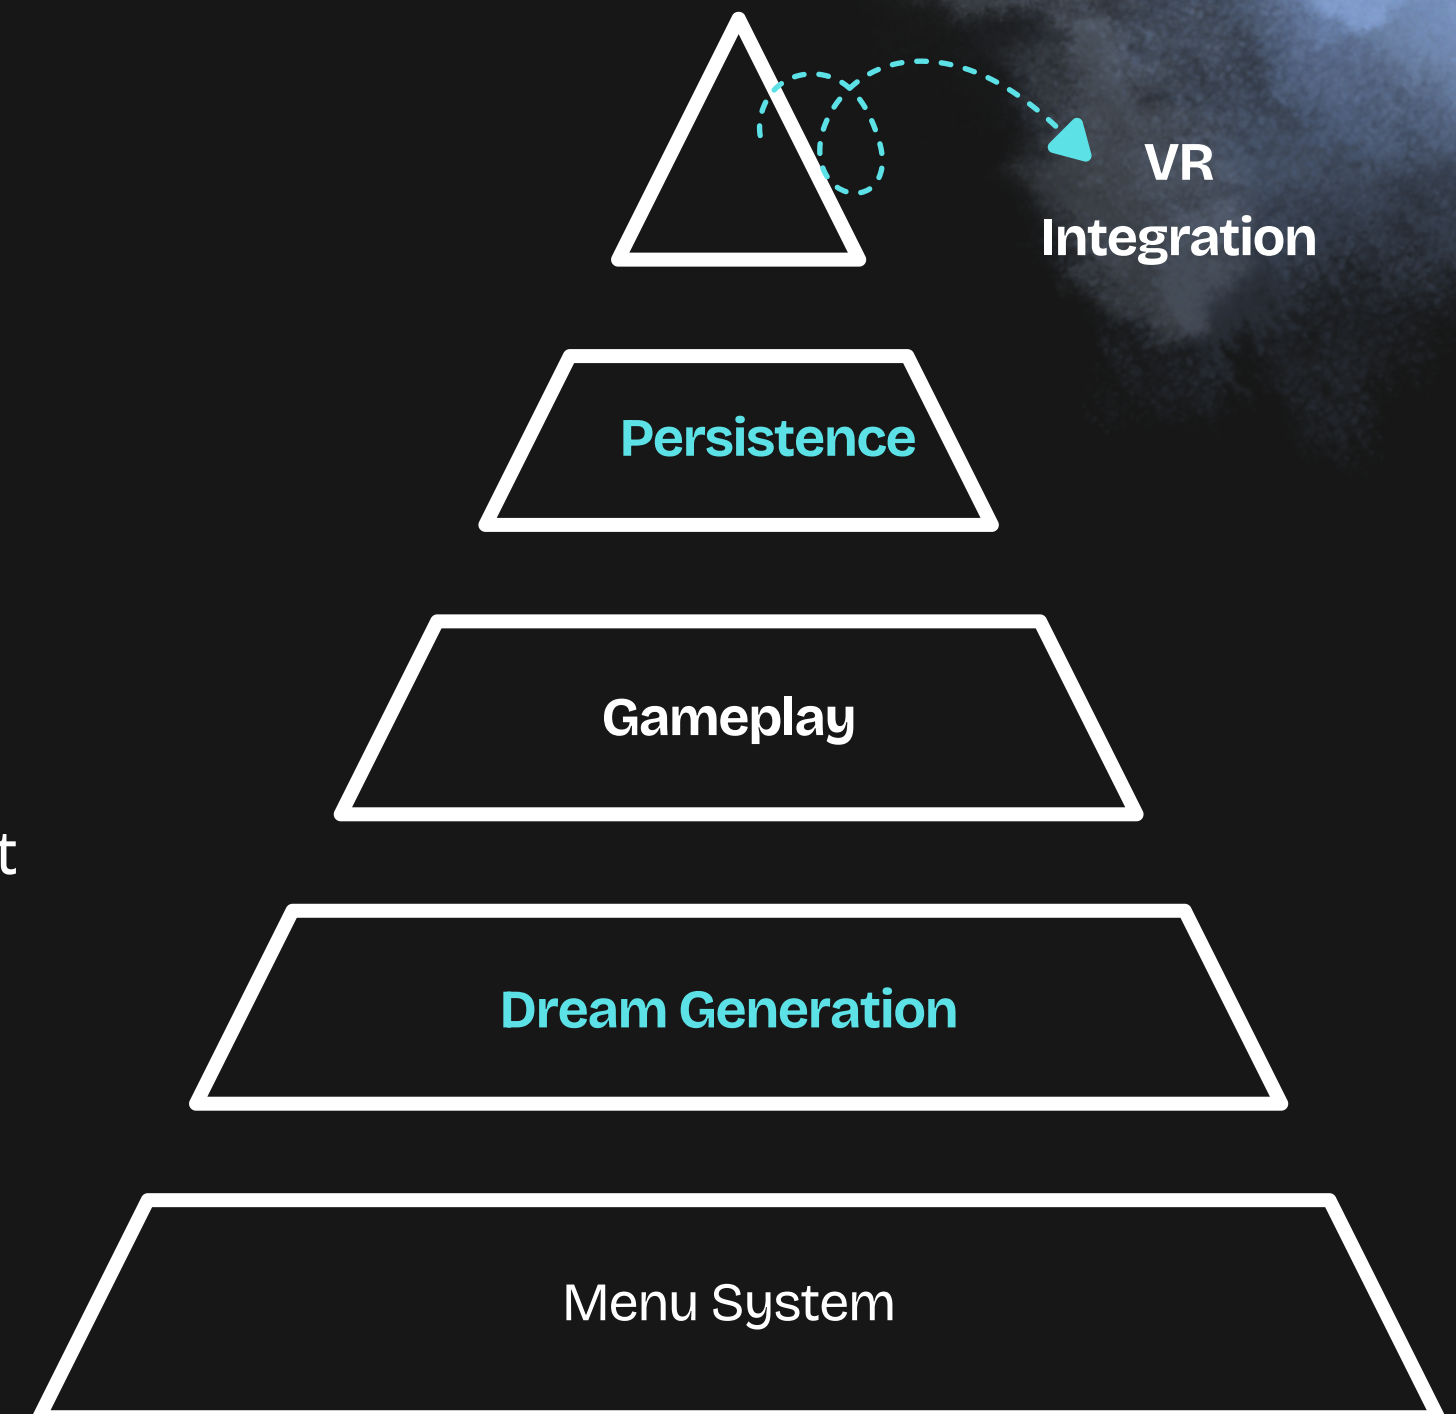 VR
Integration
Persistence
Gameplay
t
Dream Generation
Menu System